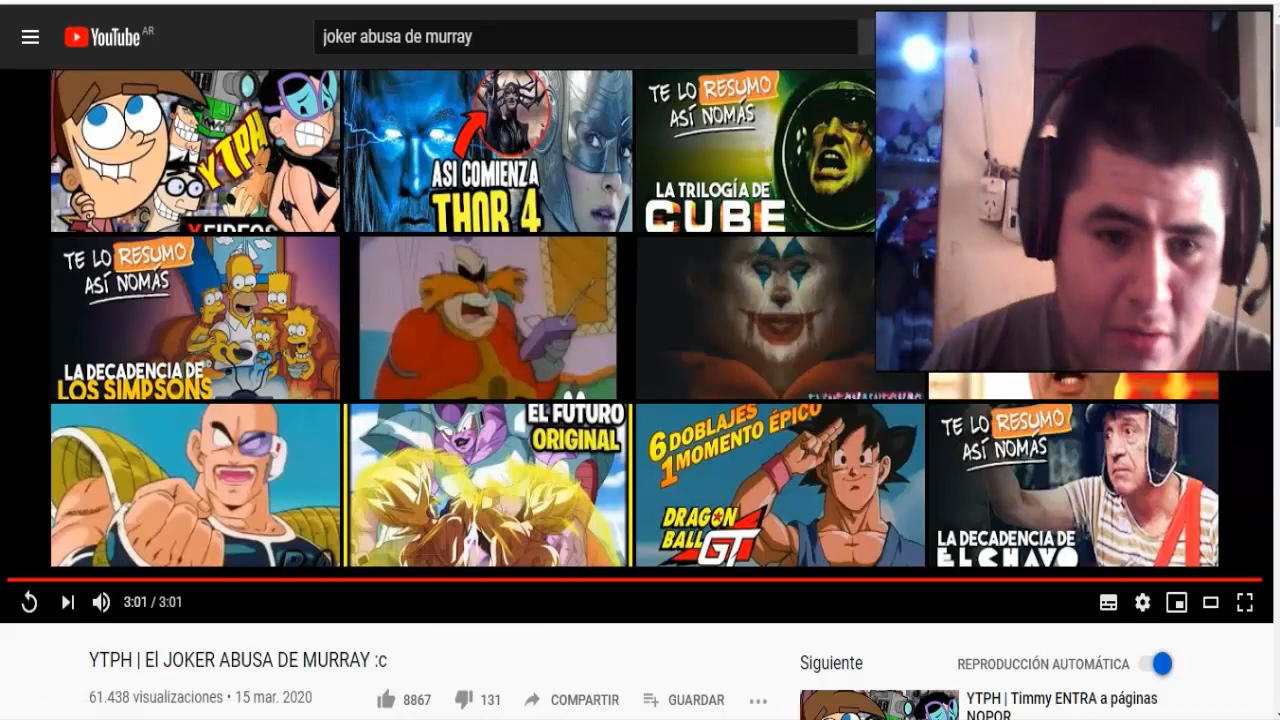 YouTube AR
joker abusa de murray
YTPH
XFIDEOS
ASI COMIENZA
THOR 4
TE LO RESUMO
ASÍ NOMÁS
LA TRILOGÍA DE
CUBE
TE LO RESUMO
ASÍ NOMÁS
LA DECADENCIA DE
LOS SIMPSONS
EL FUTURO
ORIGINAL
6 DOBLAJES
1 MOMENTO ÉPICO
DRAGON
BALL GT
TE LO RESUMO
ASÍ NOMÁS
LA DECADENCIA DE
EL CHAVO
3:01 / 3:01
YTPH | El JOKER ABUSA DE MURRAY :c
61.438 visualizaciones • 15 mar. 2020
8867
131
COMPARTIR
GUARDAR
Siguiente
REPRODUCCIÓN AUTOMÁTICA
YTPH | Timmy ENTRA a páginas
NOPOR